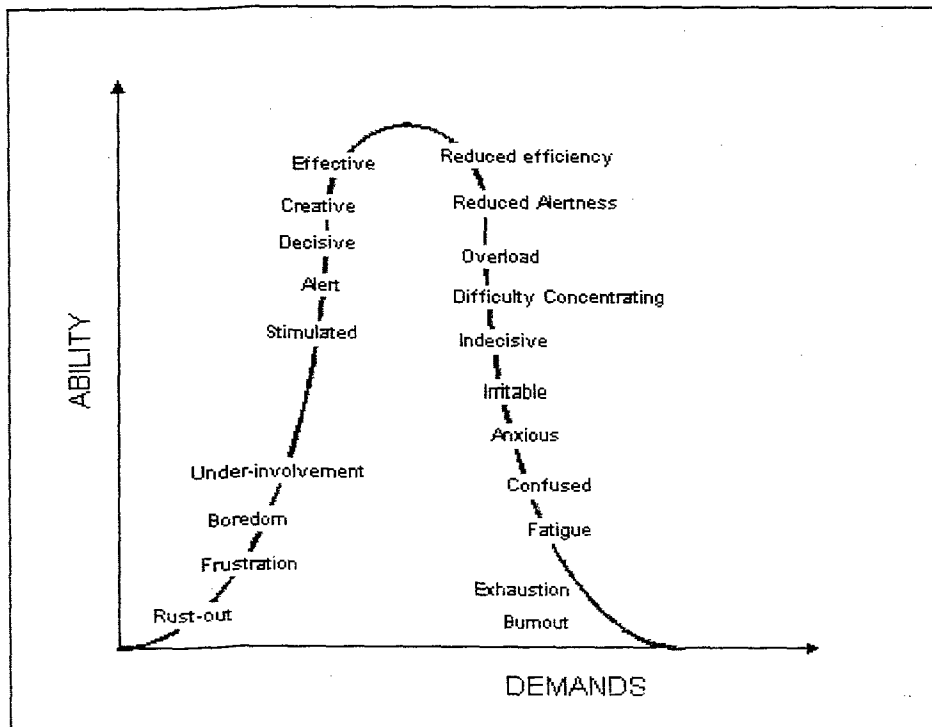 Effective
Reduced efficiency
Creative
Reduced Alertness
Decisive
Overload
Alert
Difficulty Concentrating
Stimulated
Indecisive
Irritable
ABILITY
Anxious
Under-involvement
Confused
Boredom
Fatigue
Frustration
Exhaustion
Rust-out
Burnout
DEMANDS